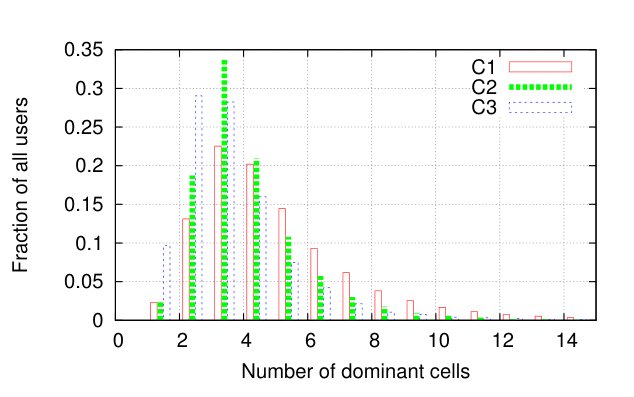 0.35
0.3
0.25
0.2
0.15
0.1
0.05
0
Fraction of all users
C1
C2
C3
0 2 4 6 8 10 12 14
Number of dominant cells